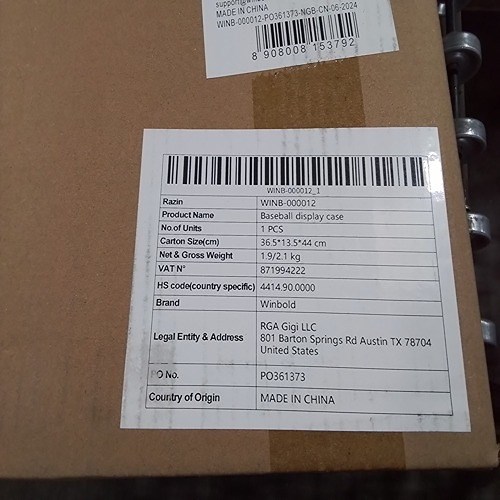 MADE IN CHINA
WINB-000012-PO361373-NGB-CN-06-2024
8 908008 153792
WINB-000012_1
Razin WINB-000012
Product Name Baseball display case
No.of Units 1 PCS
Carton Size(cm) 36.5*13.5*44 cm
Net & Gross Weight 1.9/2.1 kg
VAT N° 871994222
HS code(country specific) 4414.90.0000
Brand Winbold
Legal Entity & Address RGA Gigi LLC
801 Barton Springs Rd Austin TX 78704
United States
PO No. PO361373
Country of Origin MADE IN CHINA